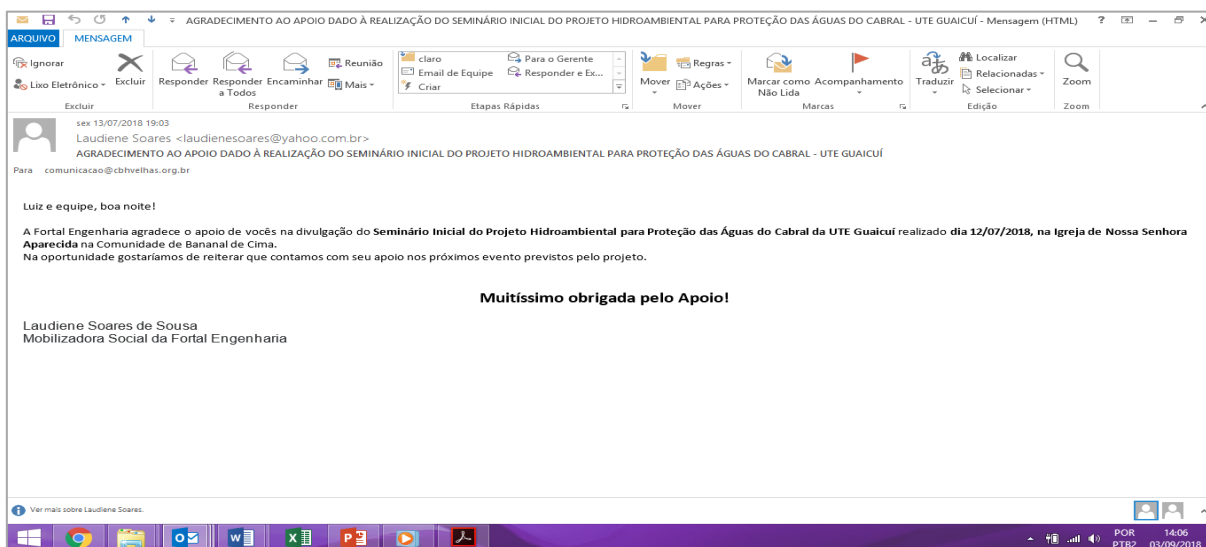 AGRADECIMENTO AO APOIO DADO À REALIZAÇÃO DO SEMINÁRIO INICIAL DO PROJETO HIDROAMBIENTAL PARA PROTEÇÃO DAS ÁGUAS DO CABRAL - UTE GUAICUÍ - Mensagem (HTML) ?
ARQUIVO MENSAGEM
Ignorar
Lixo Eletrônico
Excluir
Responder
Responder a Todos
Encaminhar
Reunião
Mais
claro
Email de Equipe
Criar
Para o Gerente
Responder e Ex...
Mover
Regras
Ações
Marcar como Não Lida
Acompanhamento
Traduzir
Localizar
Relacionadas
Selecionar
Zoom
Excluir Responder Etapas Rápidas Mover Marcas Edição Zoom
sex 13/07/2018 19:03
Laudiene Soares <laudienesoares@yahoo.com.br>
AGRADECIMENTO AO APOIO DADO À REALIZAÇÃO DO SEMINÁRIO INICIAL DO PROJETO HIDROAMBIENTAL PARA PROTEÇÃO DAS ÁGUAS DO CABRAL - UTE GUAICUÍ
Para comunicacao@cbhvelhas.org.br
Luiz e equipe, boa noite!
A Fortal Engenharia agradece o apoio de vocês na divulgação do Seminário Inicial do Projeto Hidroambiental para Proteção das Águas do Cabral da UTE Guaicuí realizado dia 12/07/2018, na Igreja de Nossa Senhora
Aparecida na Comunidade de Bananal de Cima.
Na oportunidade gostaríamos de reiterar que contamos com seu apoio nos próximos evento previstos pelo projeto.
Muitíssimo obrigada pelo Apoio!
Laudiene Soares de Sousa
Mobilizadora Social da Fortal Engenharia
Ver mais sobre Laudiene Soares.
POR 14:06
PTB2 03/09/2018